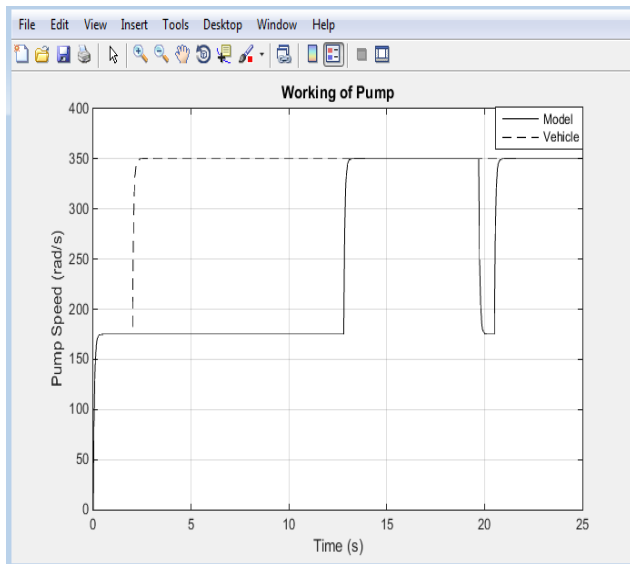 File Edit View Insert Tools Desktop Window Help
Working of Pump
Model
Vehicle
Pump Speed (rad/s)
400
350
300
250
200
150
100
50
0
0 5 10 15 20 25
Time (s)